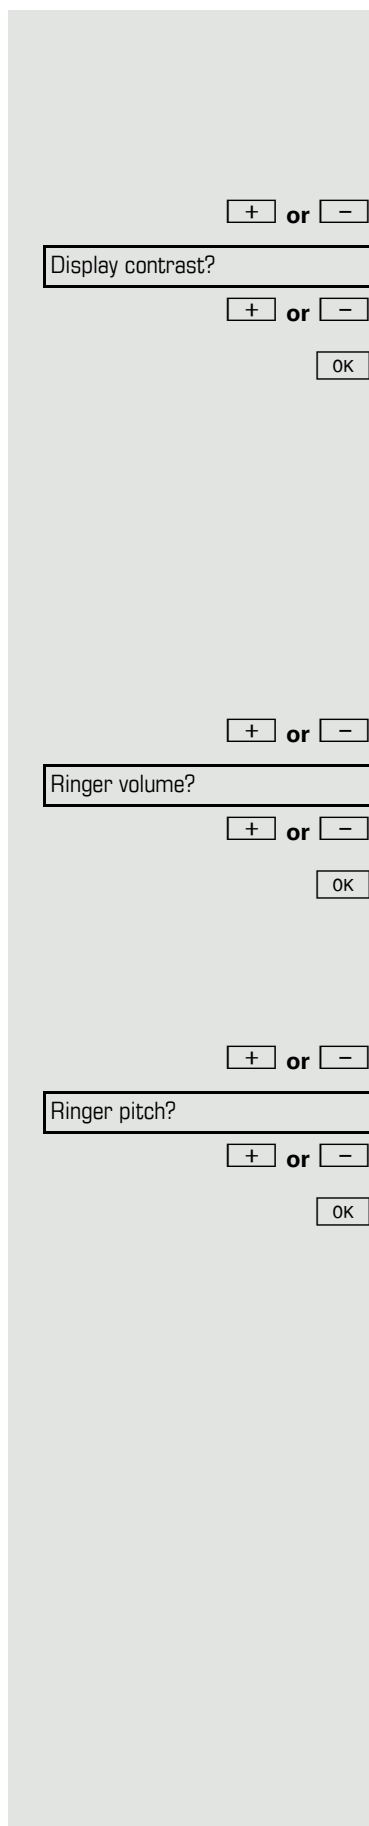 + or −
Display contrast?
+ or −
OK
+ or −
Ringer volume?
+ or −
OK
+ or −
Ringer pitch?
+ or −
OK